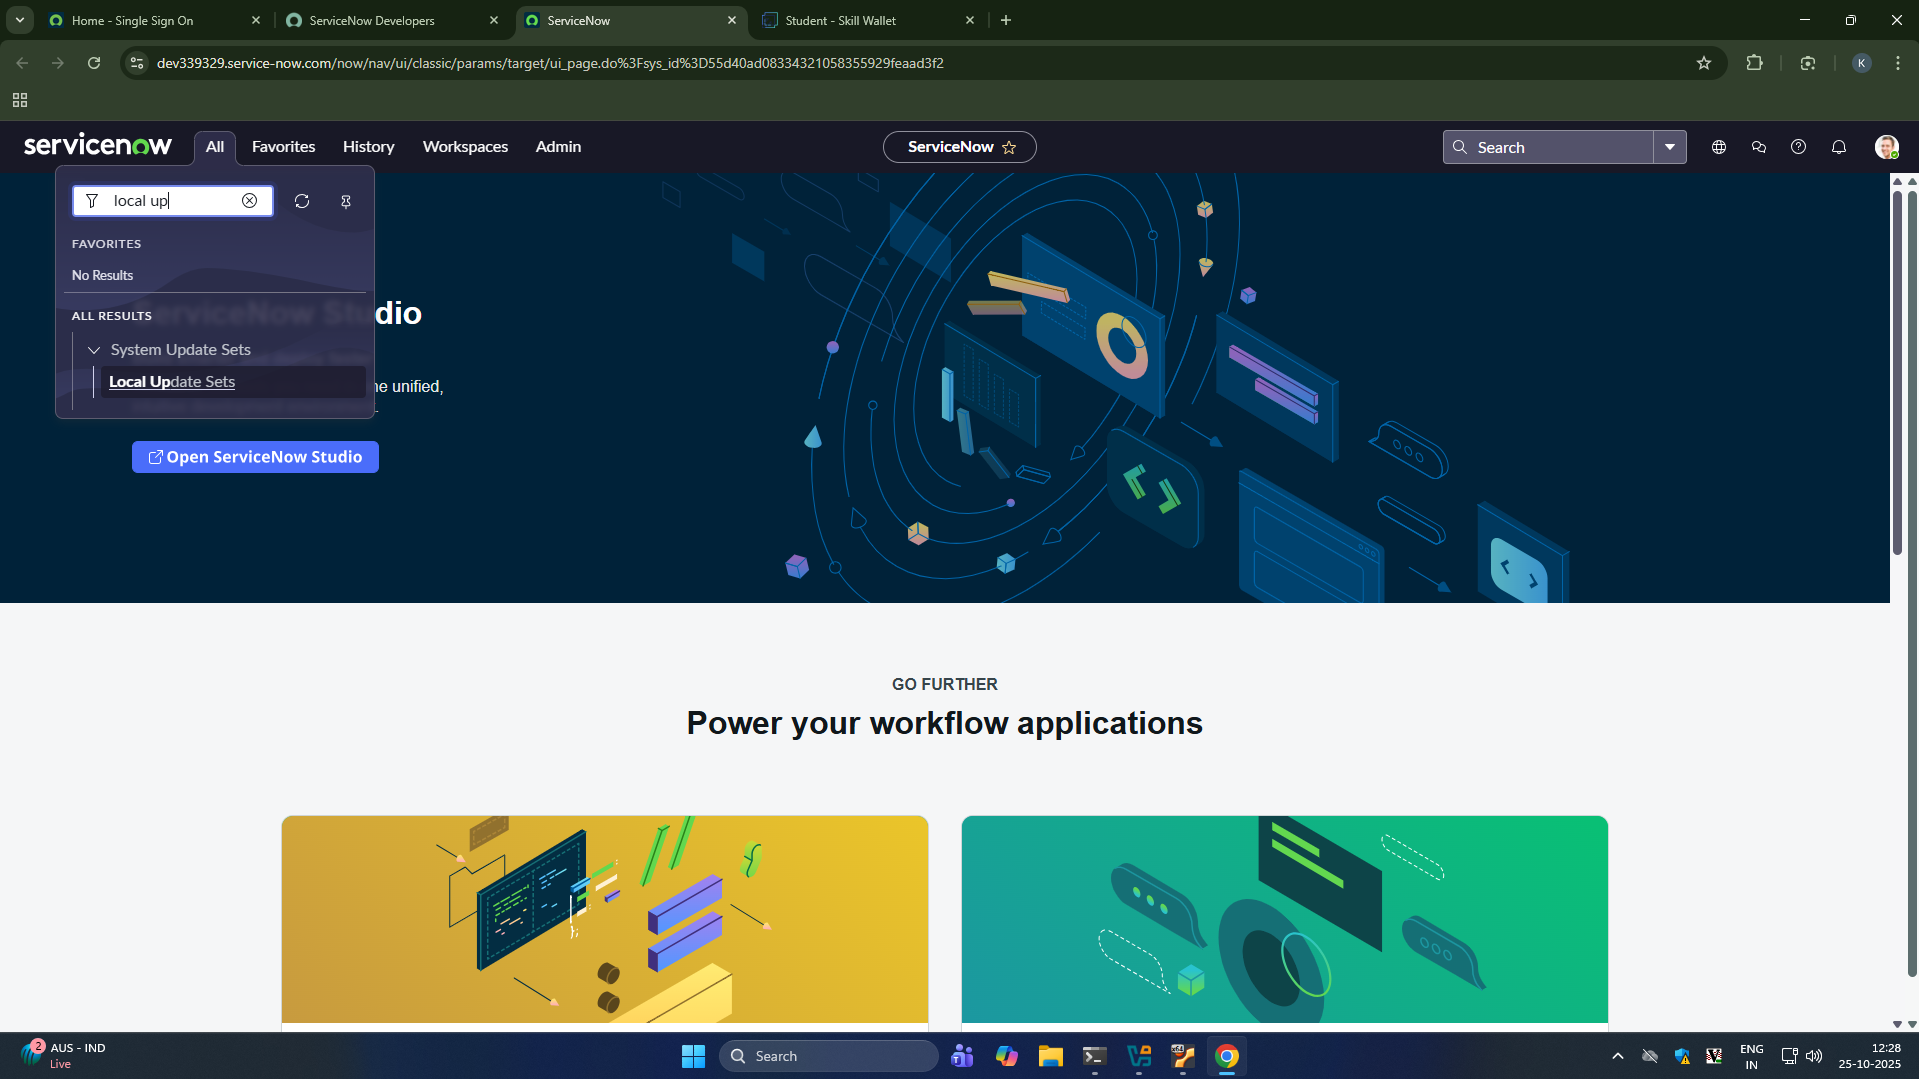 Home - Single Sign On
ServiceNow Developers
ServiceNow
Student - Skill Wallet
dev339329.service-now.com/now/nav/ui/classic/params/target/ui_page.do%3Fsys_id%3D55d40ad08334321058355929feaad3f2
K
servicenow
All
Favorites
History
Workspaces
Admin
ServiceNow
Search
local up
FAVORITES
No Results
ALL RESULTS
System Update Sets
Local Update Sets
ServiceNow Studio
ne unified,
Open ServiceNow Studio
GO FURTHER
Power your workflow applications
2
AUS - IND
Live
Search
ENG
IN
12:28
25-10-2025